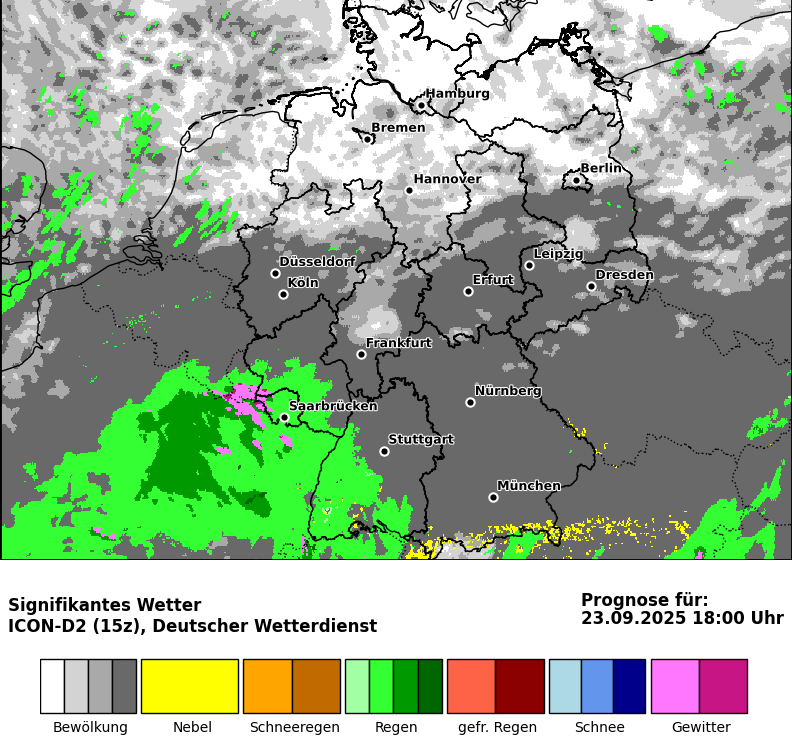 Hamburg
Bremen
Berlin
Hannover
Leipzig
Düsseldorf
Dresden
Erfurt
Köln
Frankfurt
Nürnberg
Saarbrücken
Stuttgart
München
Signifikantes Wetter
ICON-D2 (15z), Deutscher Wetterdienst
Prognose für:
23.09.2025 18:00 Uhr
Bewölkung Nebel Schneeregen Regen gefr. Regen Schnee Gewitter